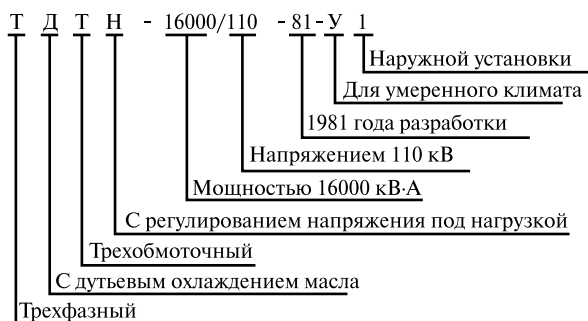 Т Д Т Н - 16000/110 - 81 - У 1
Наружной установки
Для умеренного климата
1981 года разработки
Напряжением 110 кВ
Мощностью 16000 кВ·А
С регулированием напряжения под нагрузкой
Трехобмоточный
С дутьевым охлаждением масла
Трехфазный